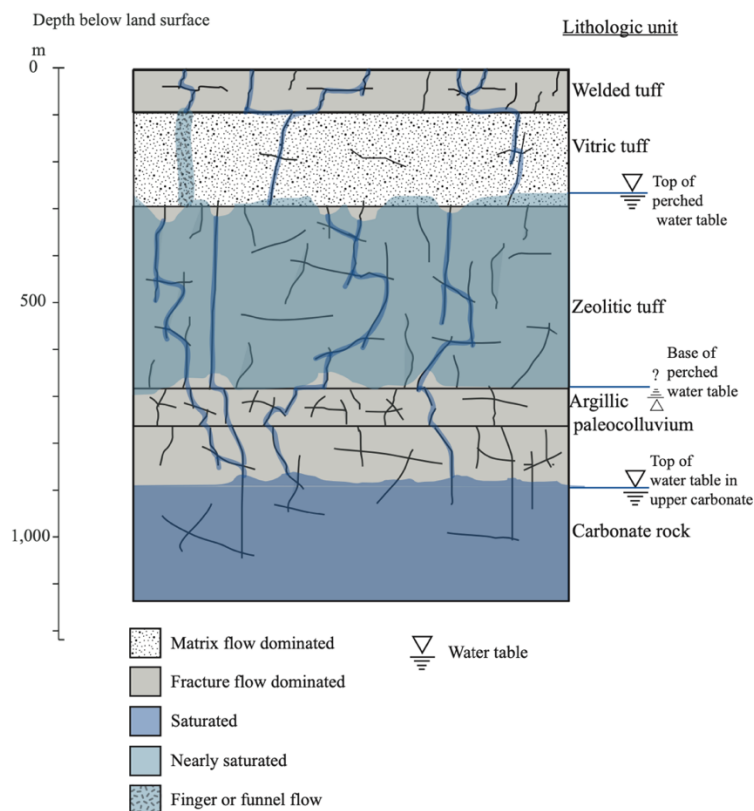 Depth below land surface
Lithologic unit
m
0
Welded tuff
Vitric tuff
Top of
perched
water table
500
Zeolitic tuff
?
Base of
perched
water table
Argillic
paleocolluvium
Top of
water table in
upper carbonate
1,000
Carbonate rock
Matrix flow dominated
Water table
Fracture flow dominated
Saturated
Nearly saturated
Finger or funnel flow